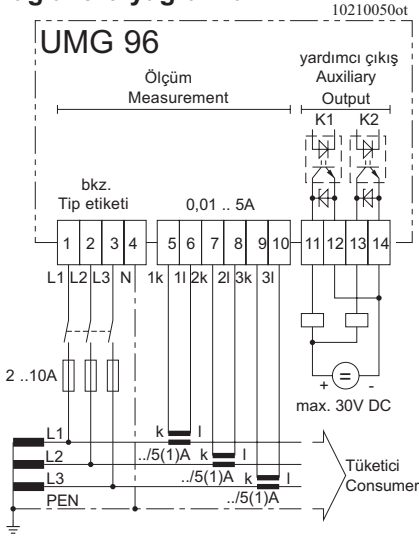 10210050ot
UMG 96
Ölçüm
Measurement
yardımcı çıkış
Auxiliary
Output
K1 K2
bkz.
Tip etiketi
0,01 .. 5A
1 2 3 4 5 6 7 8 9 10 11 12 13 14
L1 L2 L3 N 1k 1l 2k 2l 3k 3l
2 ..10A
+ = -
max. 30V DC
L1 k l
L2 ../5(1)A k l
L3 ../5(1)A k l
PEN ../5(1)A
Tüketici
Consumer